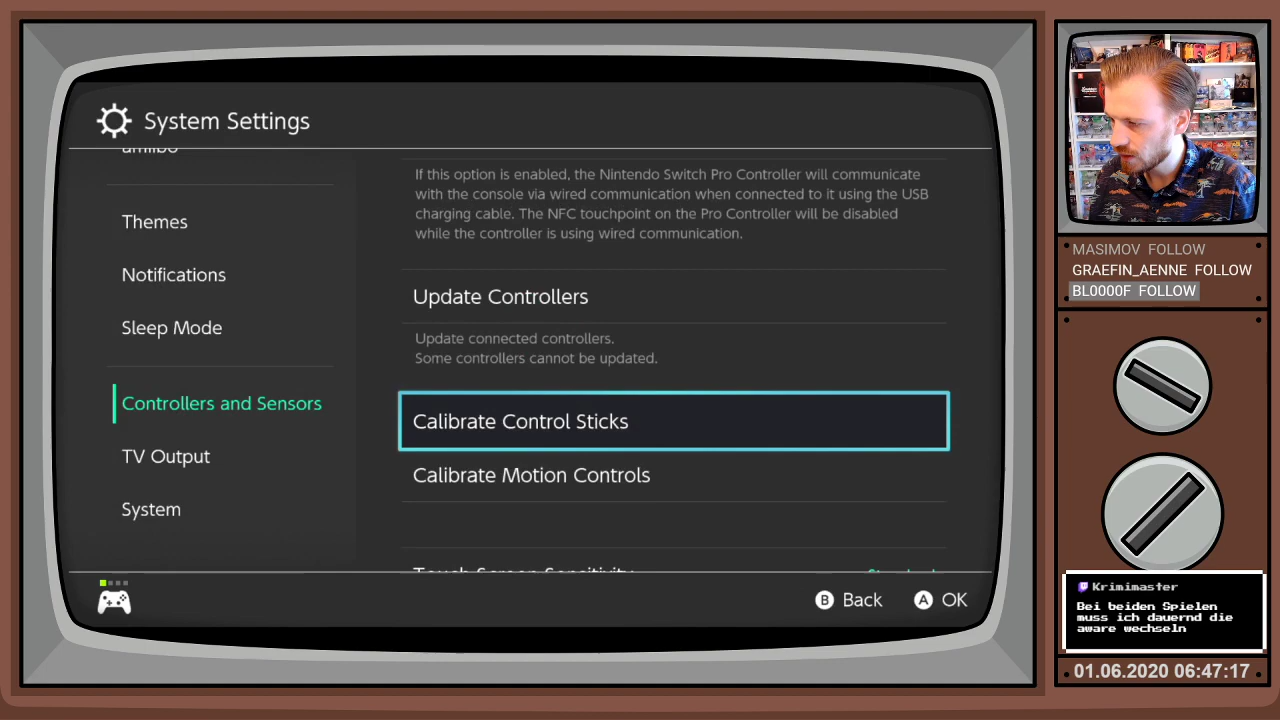 System Settings
amiibo
Themes
Notifications
Sleep Mode
Controllers and Sensors
TV Output
System
If this option is enabled, the Nintendo Switch Pro Controller will communicate
with the console via wired communication when connected to it using the USB
charging cable. The NFC touchpoint on the Pro Controller will be disabled
while the controller is using wired communication.
Update Controllers
Update connected controllers.
Some controllers cannot be updated.
Calibrate Control Sticks
Calibrate Motion Controls
Touch Screen Sensitivity
B Back
A OK
MASIMOV FOLLOW
GRAEFIN_AENNE FOLLOW
BL0000F FOLLOW
Krimimaster
Bei beiden Spielen
muss ich dauernd die
aware wechseln
01.06.2020 06:47:17